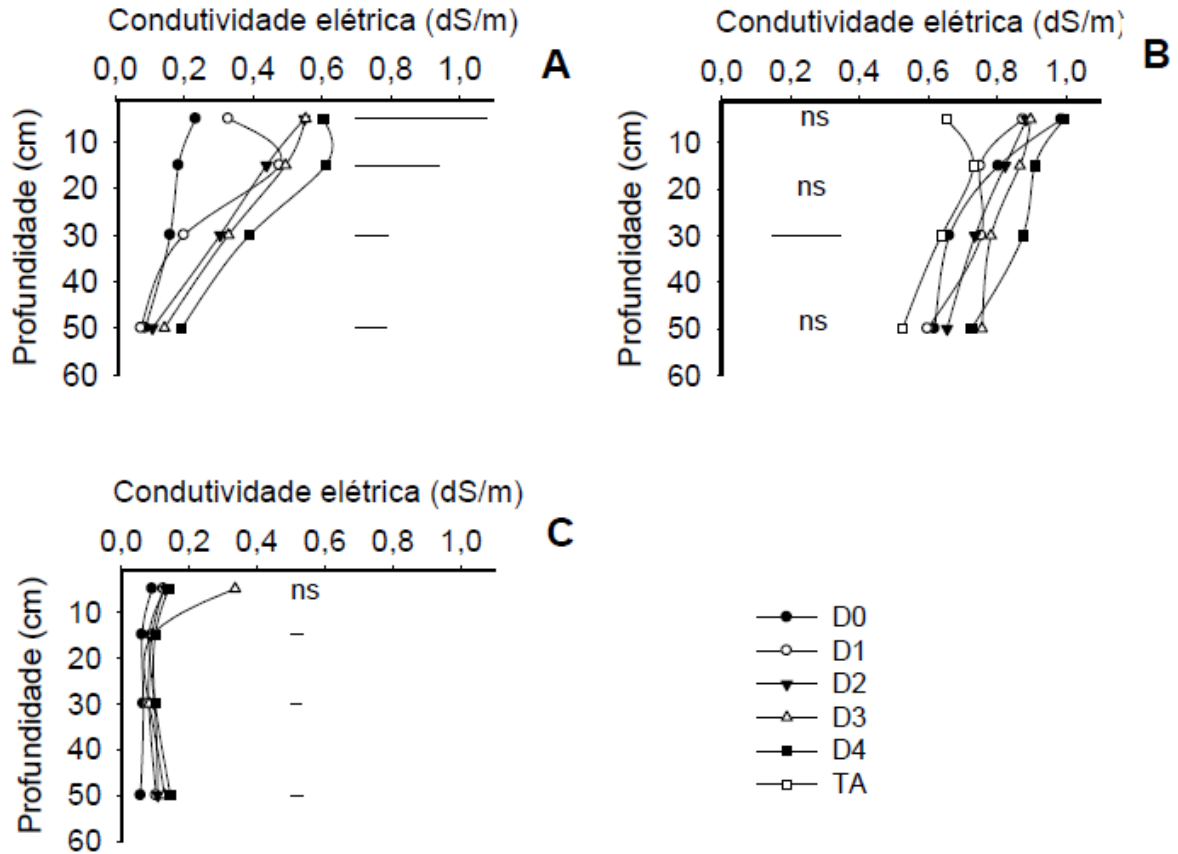 Condutividade elétrica (dS/m)
0,0 0,2 0,4 0,6 0,8 1,0
A
Profundidade (cm)
10
20
30
40
50
60
Condutividade elétrica (dS/m)
0,0 0,2 0,4 0,6 0,8 1,0
B
Profundidade (cm)
10
20
30
40
50
60
ns
ns
ns
Condutividade elétrica (dS/m)
0,0 0,2 0,4 0,6 0,8 1,0
C
Profundidade (cm)
10
20
30
40
50
60
ns
D0
D1
D2
D3
D4
TA